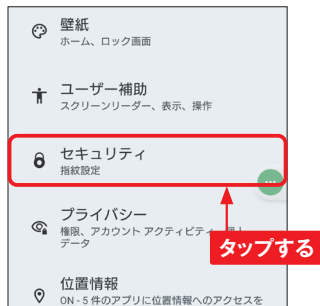 壁紙
ホーム、ロック画面
ユーザー補助
スクリーンリーダー、表示、操作
セキュリティ
指紋設定
プライバシー
権限、アカウント アクティビティ、個人
データ
タップする
位置情報
ON - 5 件のアプリに位置情報へのアクセスを